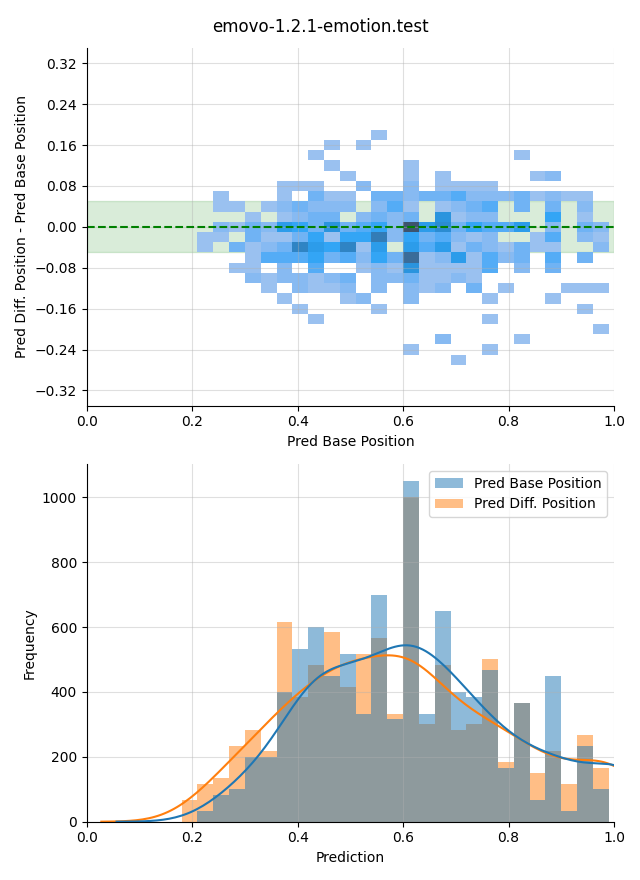 emovo-1.2.1-emotion.test
Pred Diff. Position - Pred Base Position
0.32
0.24
0.16
0.08
0.00
−0.08
−0.16
−0.24
−0.32
0.0 0.2 0.4 0.6 0.8 1.0
Pred Base Position
Frequency
1000
800
600
400
200
0
Pred Base Position
Pred Diff. Position
0.0 0.2 0.4 0.6 0.8 1.0
Prediction